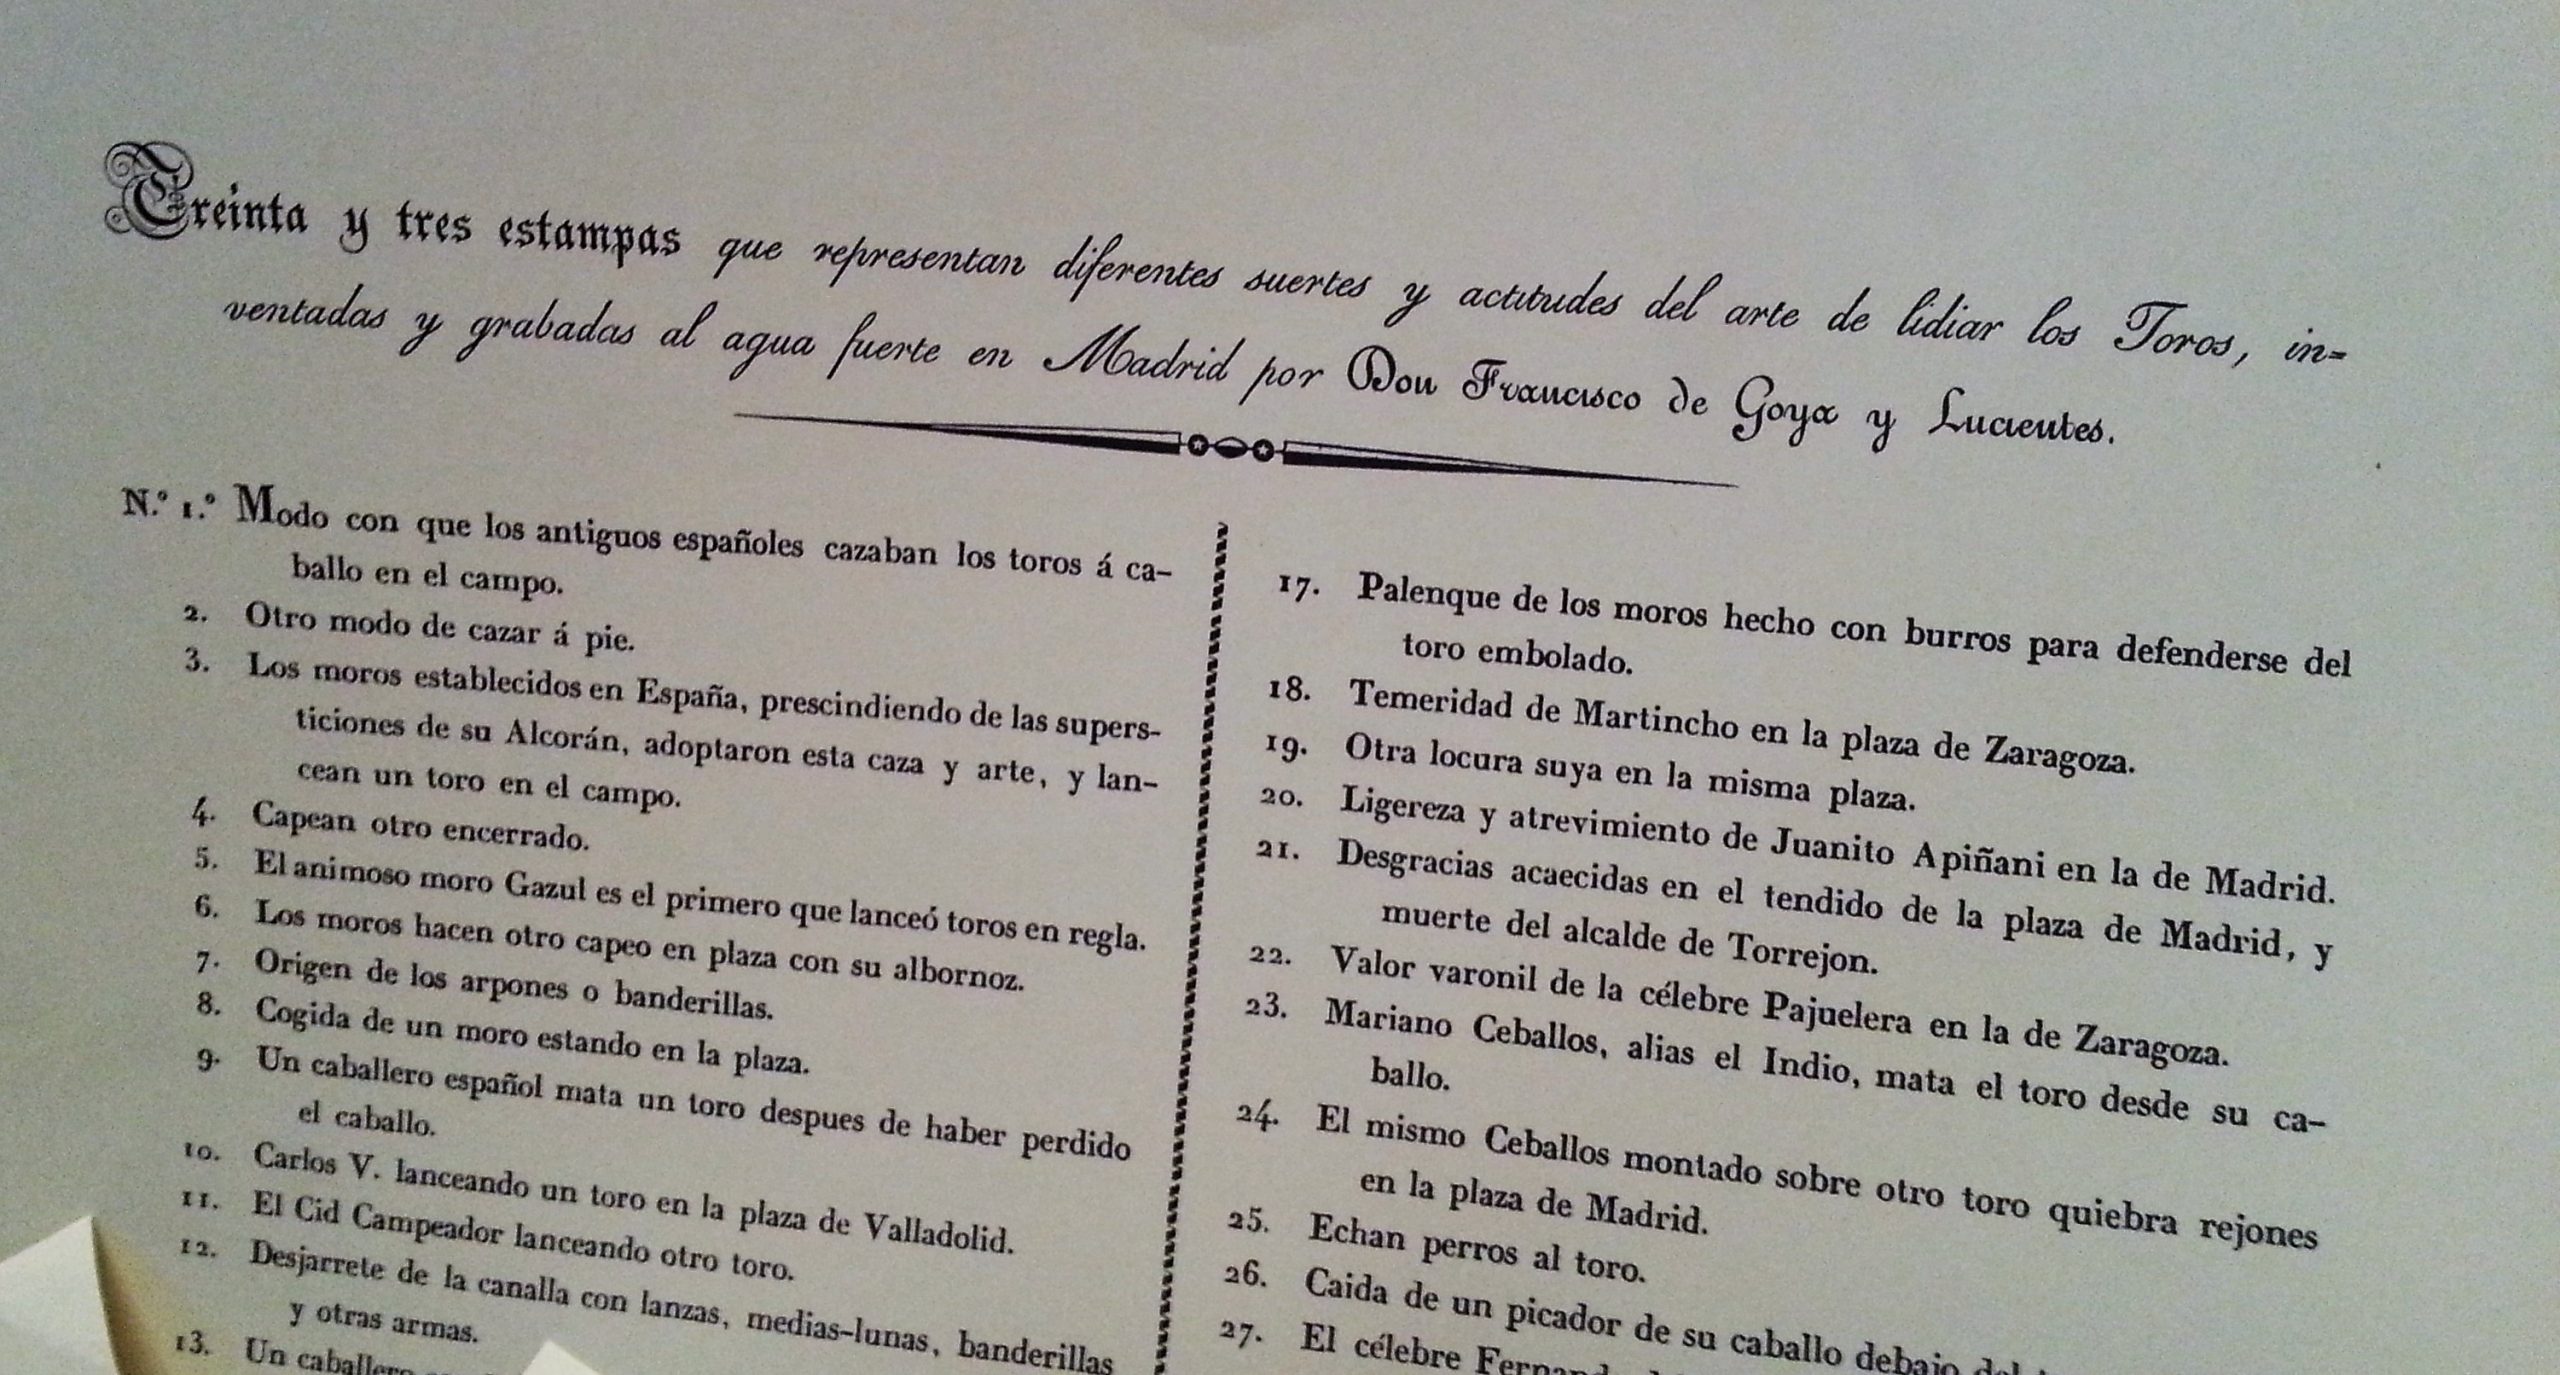 Treinta y tres estampas que representan diferentes suertes y actitudes del arte de lidiar los Toros, in=
ventadas y grabadas al agua fuerte en Madrid por Don Francisco de Goya y Lucientes.
N.º 1.º Modo con que los antiguos españoles cazaban los toros á ca-
ballo en el campo.
2. Otro modo de cazar á pie.
3. Los moros establecidos en España, prescindiendo de las supers-
ticiones de su Alcorán, adoptaron esta caza y arte, y lan-
cean un toro en el campo.
4. Capean otro encerrado.
5. El animoso moro Gazul es el primero que lanceó toros en regla.
6. Los moros hacen otro capeo en plaza con su albornoz.
7. Origen de los arpones o banderillas.
8. Cogida de un moro estando en la plaza.
9. Un caballero español mata un toro despues de haber perdido
el caballo.
10. Carlos V. lanceando un toro en la plaza de Valladolid.
11. El Cid Campeador lanceando otro toro.
12. Desjarrete de la canalla con lanzas, medias-lunas, banderillas
y otras armas.
13. Un caballero
17. Palenque de los moros hecho con burros para defenderse del
toro embolado.
18. Temeridad de Martincho en la plaza de Zaragoza.
19. Otra locura suya en la misma plaza.
20. Ligereza y atrevimiento de Juanito Apiñani en la de Madrid.
21. Desgracias acaecidas en el tendido de la plaza de Madrid, y
muerte del alcalde de Torrejon.
22. Valor varonil de la célebre Pajuelera en la de Zaragoza.
23. Mariano Ceballos, alias el Indio, mata el toro desde su ca-
ballo.
24. El mismo Ceballos montado sobre otro toro quiebra rejones
en la plaza de Madrid.
25. Echan perros al toro.
26. Caida de un picador de su caballo debajo del
27. El célebre